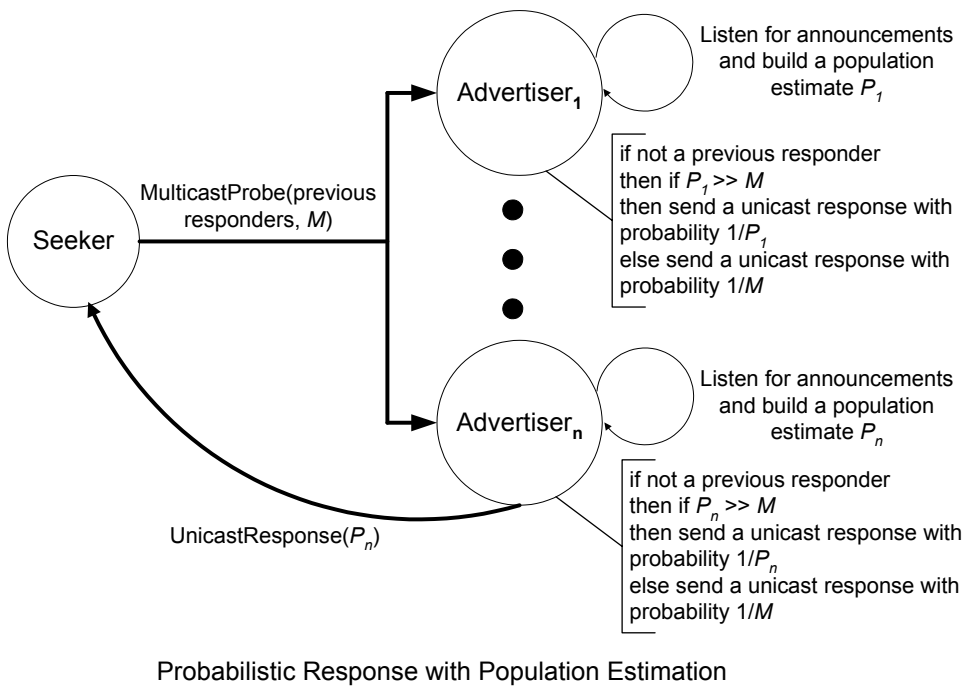 Advertiser1
Listen for announcements
and build a population
estimate P1
if not a previous responder
then if P1 >> M
then send a unicast response with
probability 1/P1
else send a unicast response with
probability 1/M
MulticastProbe(previous
responders, M)
Seeker
Advertisern
Listen for announcements
and build a population
estimate Pn
if not a previous responder
then if Pn >> M
then send a unicast response with
probability 1/Pn
else send a unicast response with
probability 1/M
UnicastResponse(Pn)
Probabilistic Response with Population Estimation